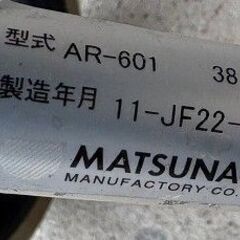 型式 AR-601 38
製造年月 11-JF22-
MATSUNA
MANUFACTORY CO.